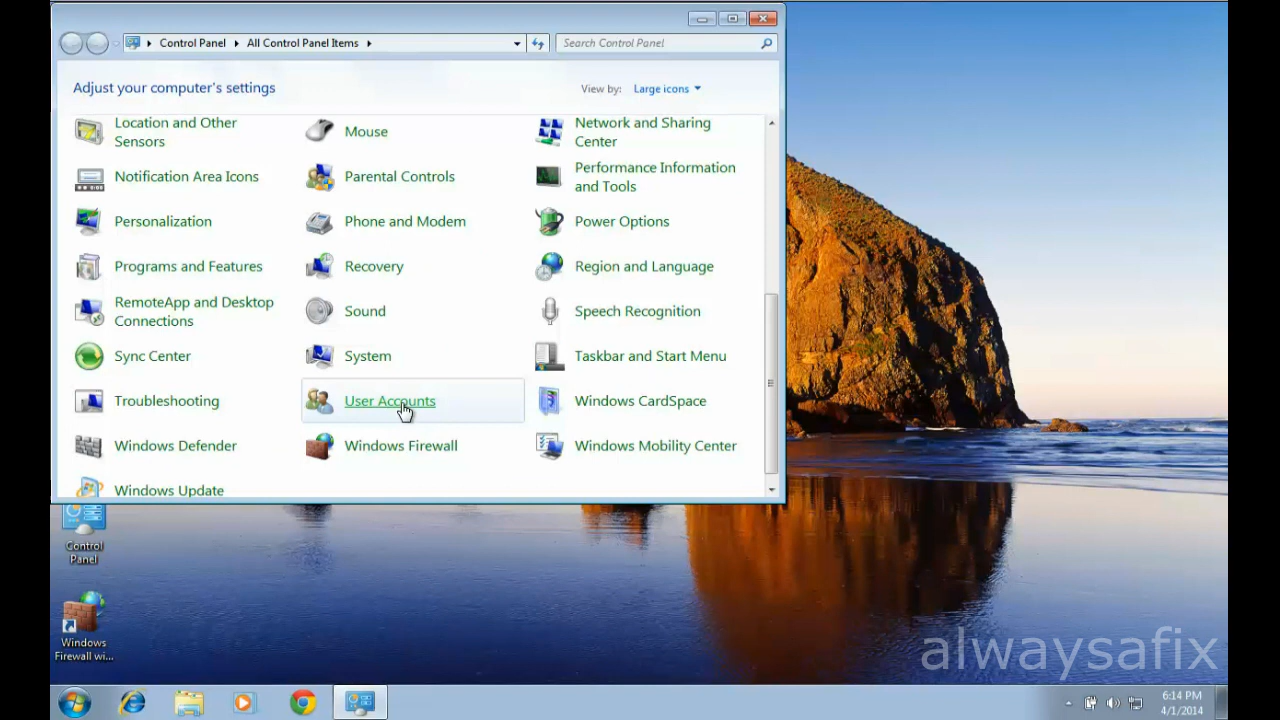 Control Panel
All Control Panel Items
Search Control Panel
Adjust your computer's settings
View by:
Large icons
Location and Other
Sensors
Mouse
Network and Sharing
Center
Notification Area Icons
Parental Controls
Performance Information
and Tools
Personalization
Phone and Modem
Power Options
Programs and Features
Recovery
Region and Language
RemoteApp and Desktop
Connections
Sound
Speech Recognition
Sync Center
System
Taskbar and Start Menu
Troubleshooting
User Accounts
Windows CardSpace
Windows Defender
Windows Firewall
Windows Mobility Center
Windows Update
Control
Panel
Windows
Firewall wi...
alwaysafix
6:14 PM
4/1/2014